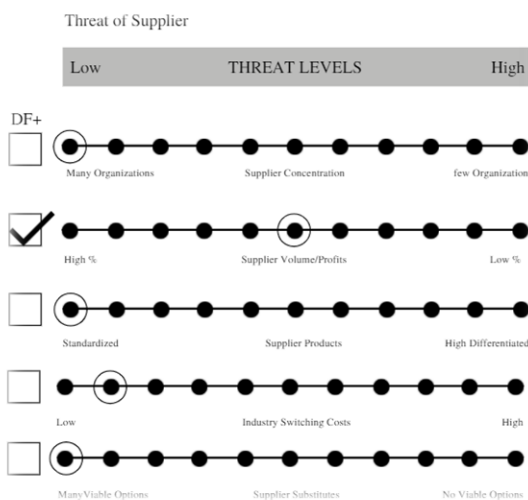 Threat of Supplier
Low THREAT LEVELS High
DF+
Many Organizations Supplier Concentration few Organization
High % Supplier Volume/Profits Low %
Standardized Supplier Products High Differentiated
Low Industry Switching Costs High
ManyViable Options Supplier Substitutes No Viable Options